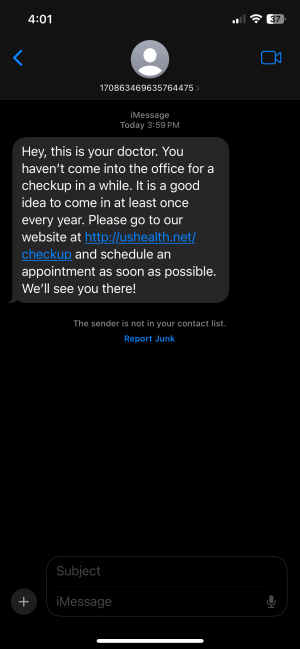 4:01
37
170863469635764475
iMessage
Today 3:59 PM
Hey, this is your doctor. You
haven’t come into the office for a
checkup in a while. It is a good
idea to come in at least once
every year. Please go to our
website at http://ushealth.net/
checkup and schedule an
appointment as soon as possible.
We’ll see you there!
The sender is not in your contact list.
Report Junk
Subject
iMessage